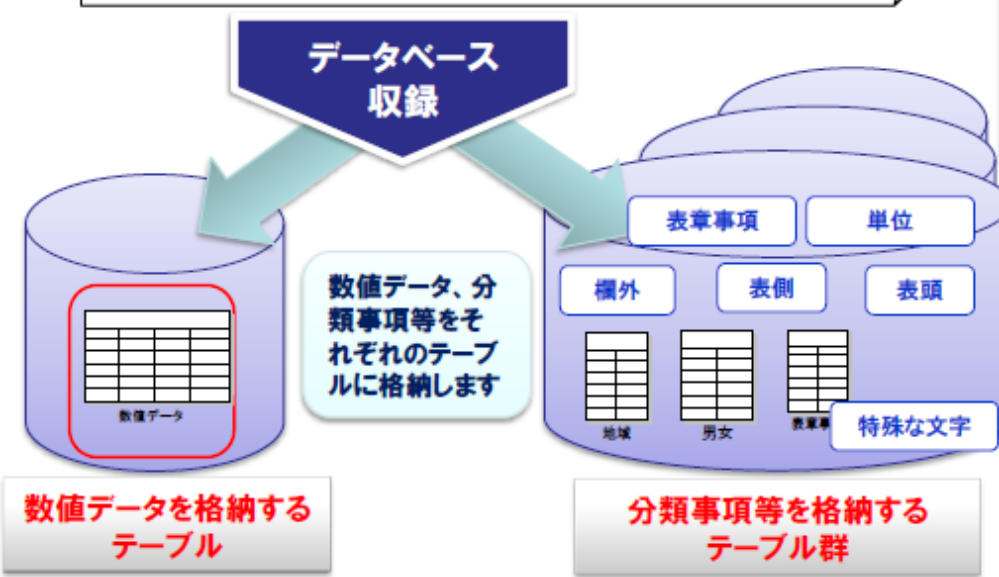 データベース
収録
表章事項
単位
欄外
表側
表頭
数値データ、分
類事項等をそ
れぞれのテーブ
ルに格納します
数値データ
地域
男女
表章事
特殊な文字
数値データを格納する
テーブル
分類事項等を格納する
テーブル群